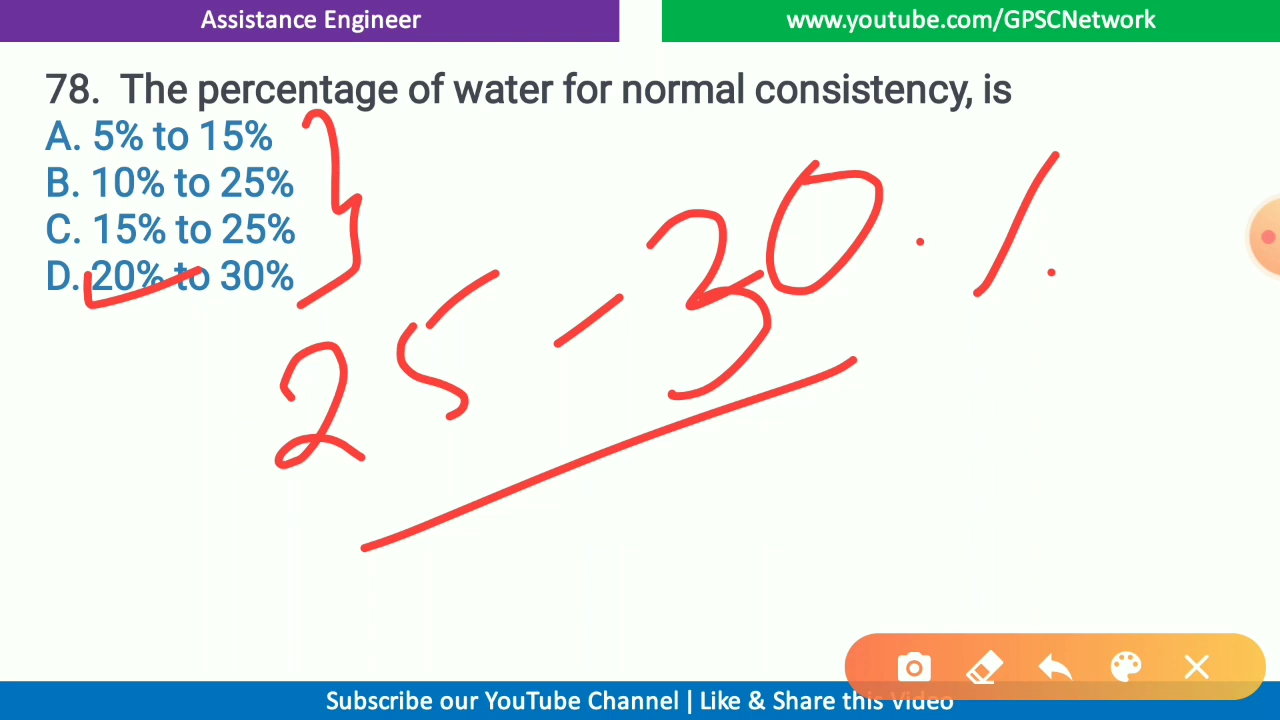 Assistance Engineer
www.youtube.com/GPSCNetwork
78. The percentage of water for normal consistency, is
A. 5% to 15%
B. 10% to 25%
C. 15% to 25%
D. 20% to 30%
25 - 30 %
Subscribe our YouTube Channel | Like & Share this Video